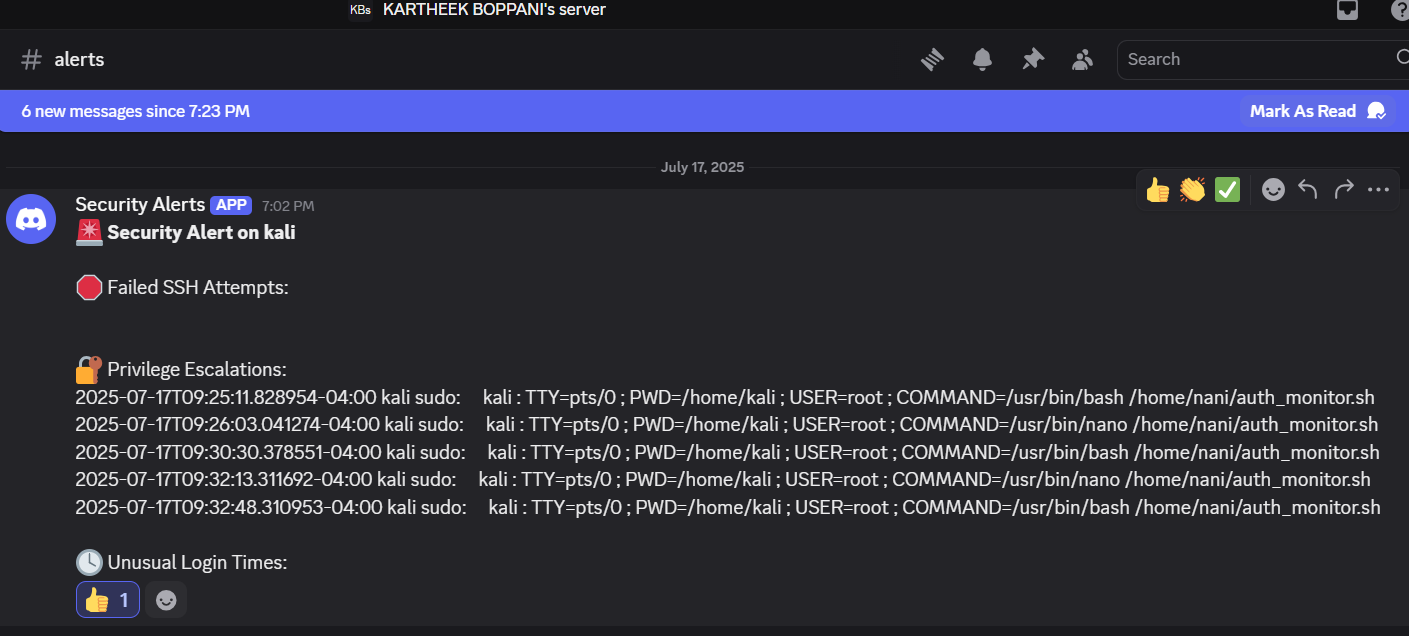 KBs KARTHEEK BOPPANI's server
# alerts
Search
6 new messages since 7:23 PM
Mark As Read
July 17, 2025
Security Alerts APP 7:02 PM
Security Alert on kali
Failed SSH Attempts:
Privilege Escalations:
2025-07-17T09:25:11.828954-04:00 kali sudo: kali : TTY=pts/0 ; PWD=/home/kali ; USER=root ; COMMAND=/usr/bin/bash /home/nani/auth_monitor.sh
2025-07-17T09:26:03.041274-04:00 kali sudo: kali : TTY=pts/0 ; PWD=/home/kali ; USER=root ; COMMAND=/usr/bin/nano /home/nani/auth_monitor.sh
2025-07-17T09:30:30.378551-04:00 kali sudo: kali : TTY=pts/0 ; PWD=/home/kali ; USER=root ; COMMAND=/usr/bin/bash /home/nani/auth_monitor.sh
2025-07-17T09:32:13.311692-04:00 kali sudo: kali : TTY=pts/0 ; PWD=/home/kali ; USER=root ; COMMAND=/usr/bin/nano /home/nani/auth_monitor.sh
2025-07-17T09:32:48.310953-04:00 kali sudo: kali : TTY=pts/0 ; PWD=/home/kali ; USER=root ; COMMAND=/usr/bin/bash /home/nani/auth_monitor.sh
Unusual Login Times:
1